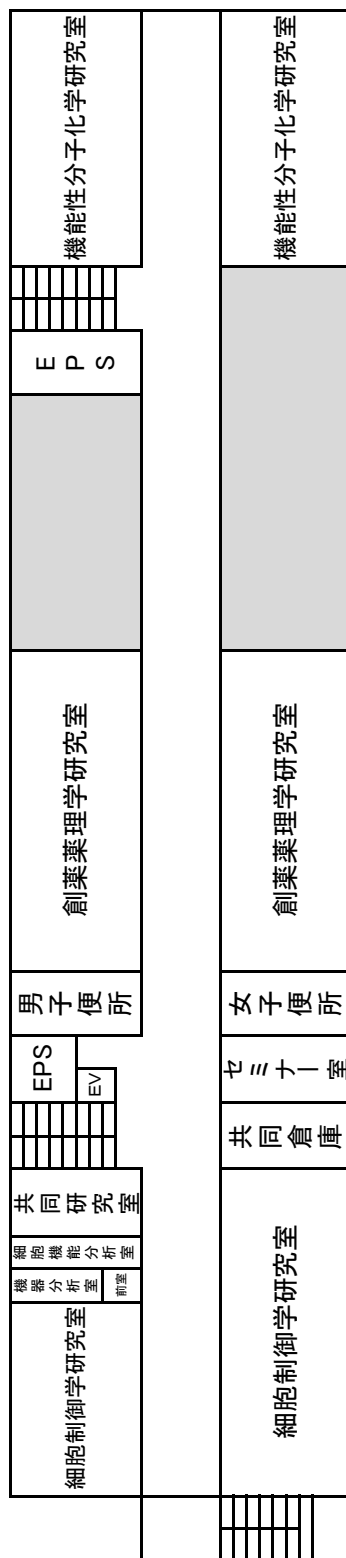 機能性分子化学研究室
機能性分子化学研究室
EPS
創薬薬理学研究室
創薬薬理学研究室
男子便所
女子便所
EPS
EV
セミナー室
共同倉庫
共同研究室
細胞機能分析室
機器分析室
前室
細胞制御学研究室
細胞制御学研究室